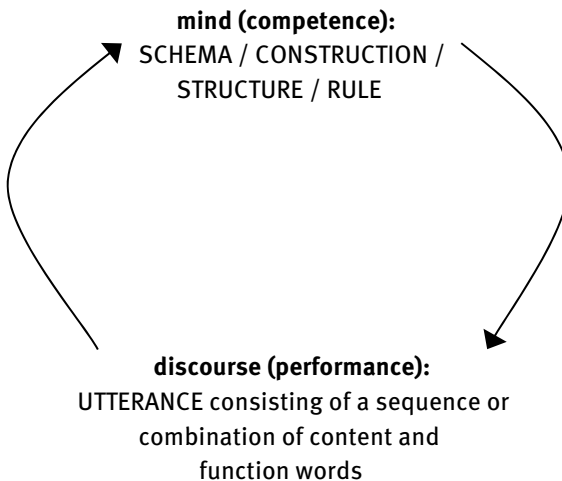 mind (competence):
SCHEMA / CONSTRUCTION /
STRUCTURE / RULE
discourse (performance):
UTTERANCE consisting of a sequence or
combination of content and
function words